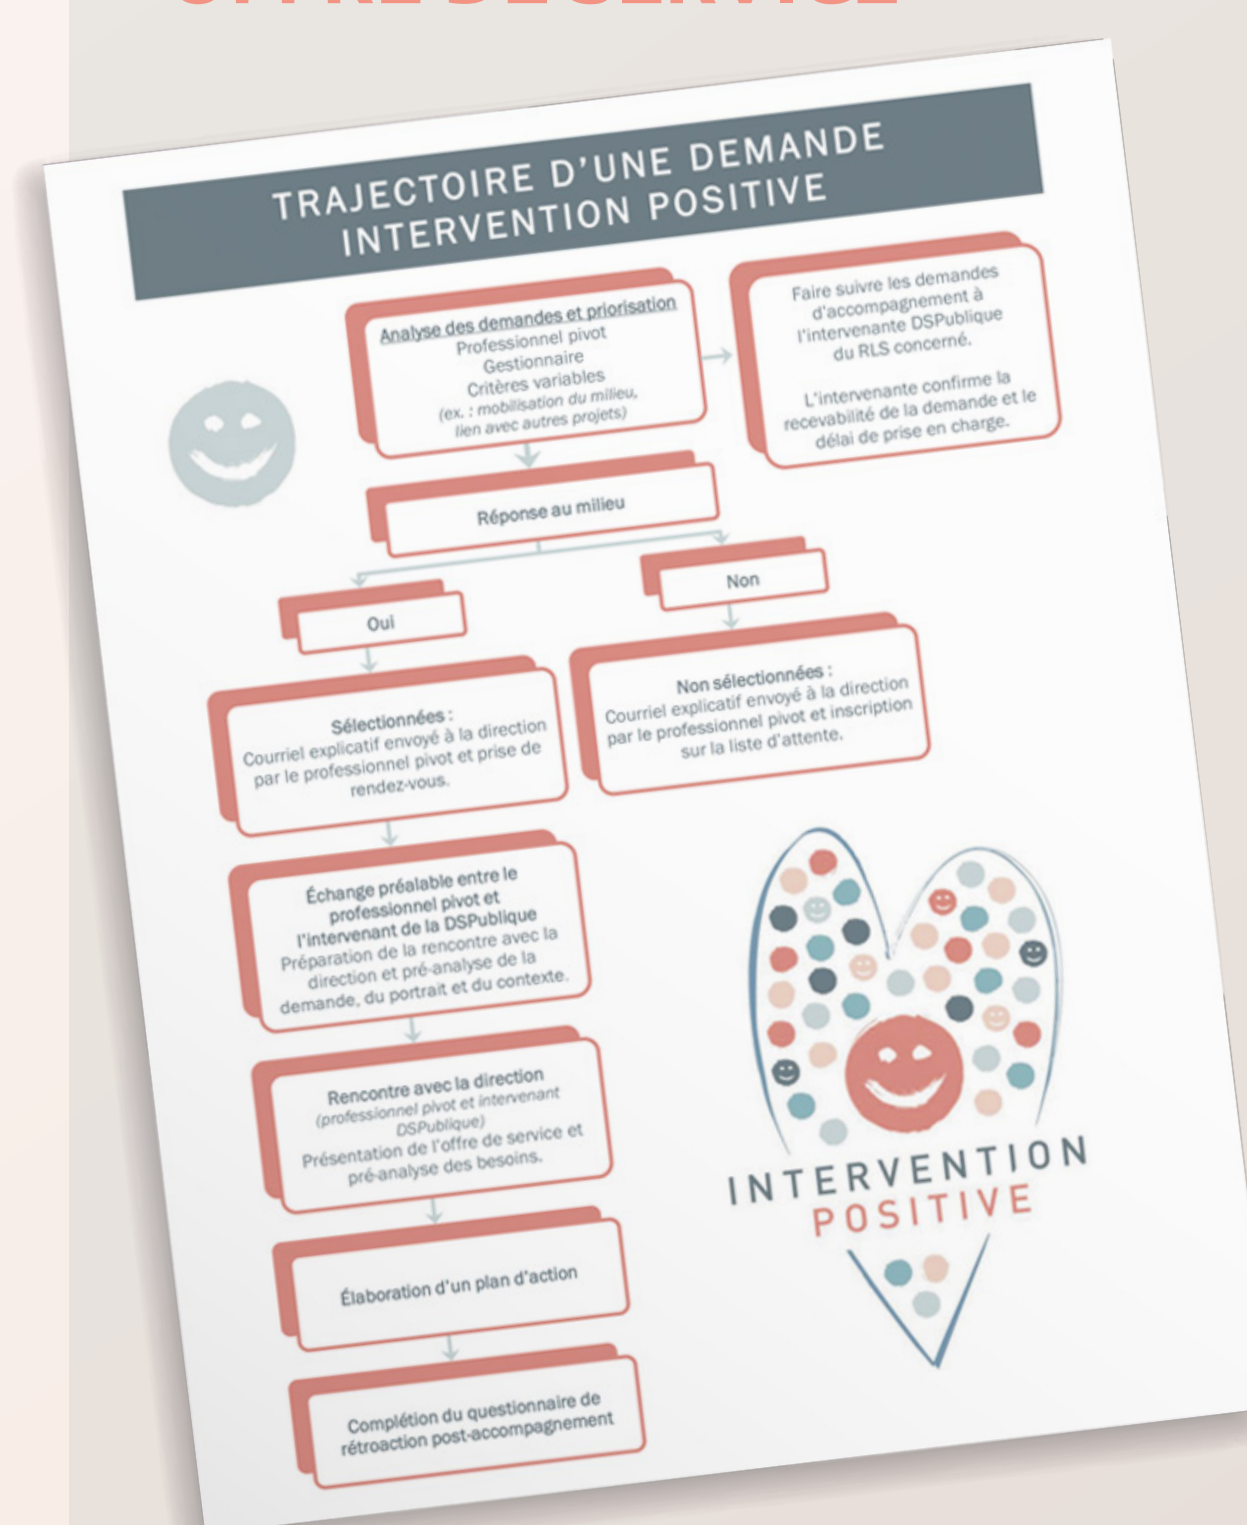 OFFRE DE SERVICE
TRAJECTOIRE D'UNE DEMANDE
INTERVENTION POSITIVE
Analyse des demandes et priorisation
Professionnel pivot
Gestionnaire
Critères variables
(ex. : mobilisation du milieu,
lien avec autres projets)
Faire suivre les demandes
d'accompagnement à
l'intervenante DSPublique
du RLS concerné.
L'intervenante confirme la
recevabilité de la demande et le
délai de prise en charge.
Réponse au milieu
Oui
Non
Sélectionnées :
Courriel explicatif envoyé à la direction
par le professionnel pivot et prise de
rendez-vous.
Non sélectionnées :
Courriel explicatif envoyé à la direction
par le professionnel pivot et inscription
sur la liste d'attente.
Échange préalable entre le
professionnel pivot et
l'intervenant de la DSPublique
Préparation de la rencontre avec la
direction et pré-analyse de la
demande, du portrait et du contexte.
Rencontre avec la direction
(professionnel pivot et intervenant
DSPublique)
Présentation de l'offre de service et
pré-analyse des besoins.
Élaboration d'un plan d'action
Complétion du questionnaire de
rétroaction post-accompagnement
INTERVENTION
POSITIVE